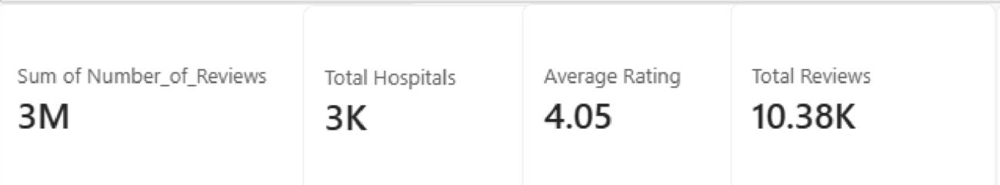 Sum of Number_of_Reviews
3M
Total Hospitals
3K
Average Rating
4.05
Total Reviews
10.38K